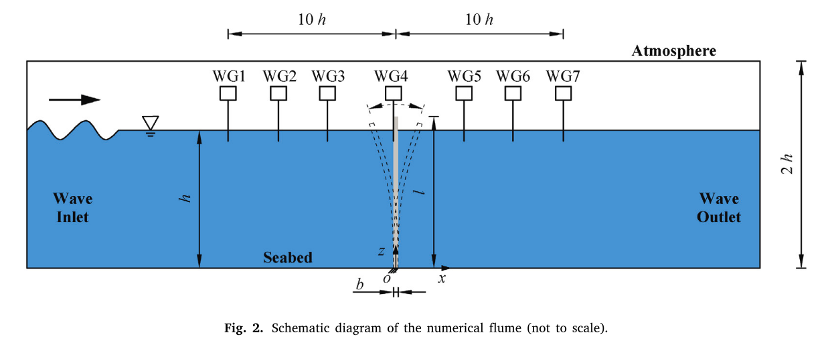 10 h 10 h
Atmosphere
WG1 WG2 WG3 WG4 WG5 WG6 WG7
2 h
h
l
Wave
Inlet
Wave
Outlet
Seabed
z
o
x
b
Fig. 2. Schematic diagram of the numerical flume (not to scale).